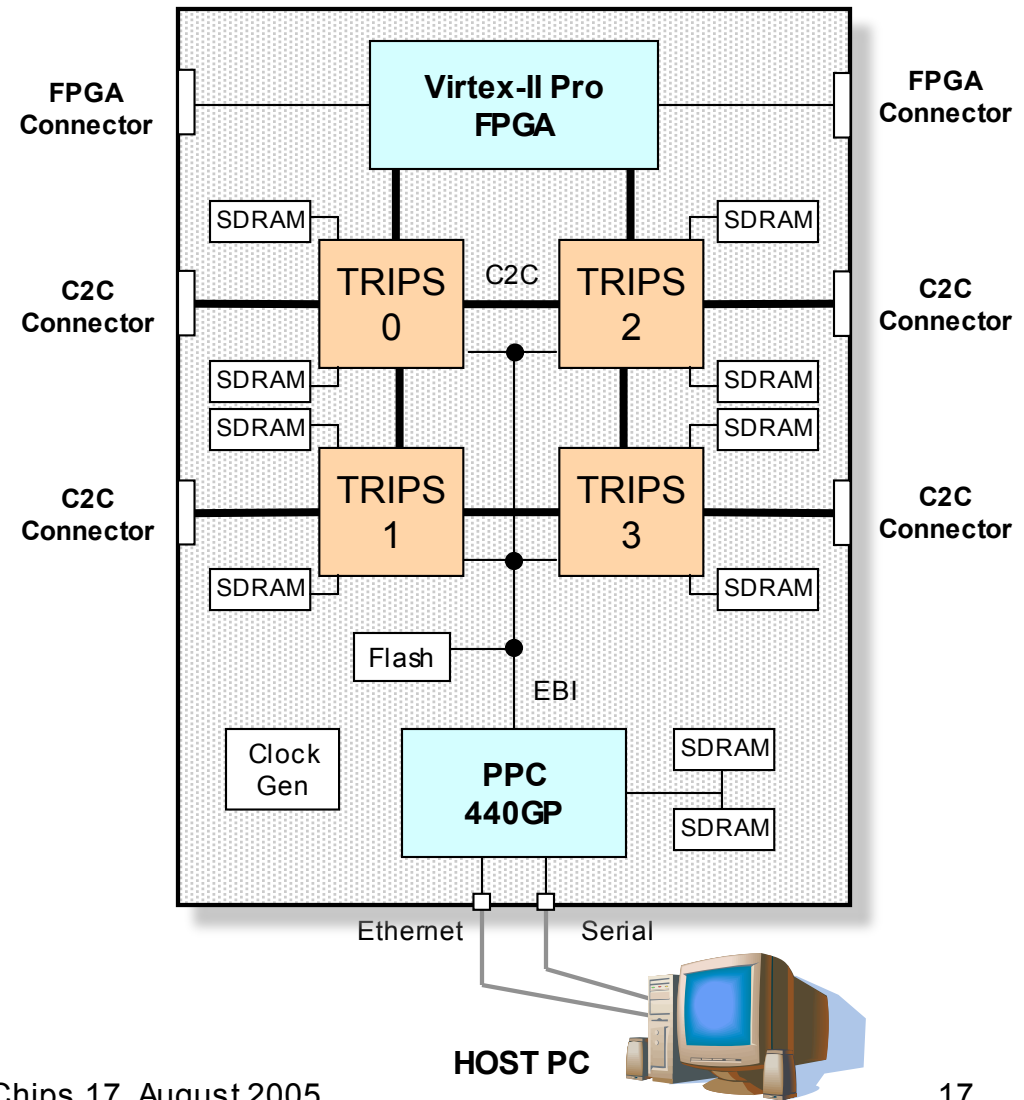 Virtex-II Pro
FPGA
FPGA
Connector
FPGA
Connector
SDRAM
SDRAM
TRIPS
0
C2C
TRIPS
2
C2C
Connector
C2C
Connector
SDRAM
SDRAM
SDRAM
SDRAM
TRIPS
1
TRIPS
3
C2C
Connector
C2C
Connector
SDRAM
SDRAM
Flash
EBI
Clock
Gen
PPC
440GP
SDRAM
SDRAM
Ethernet
Serial
HOST PC
Chips 17, August 2005
17